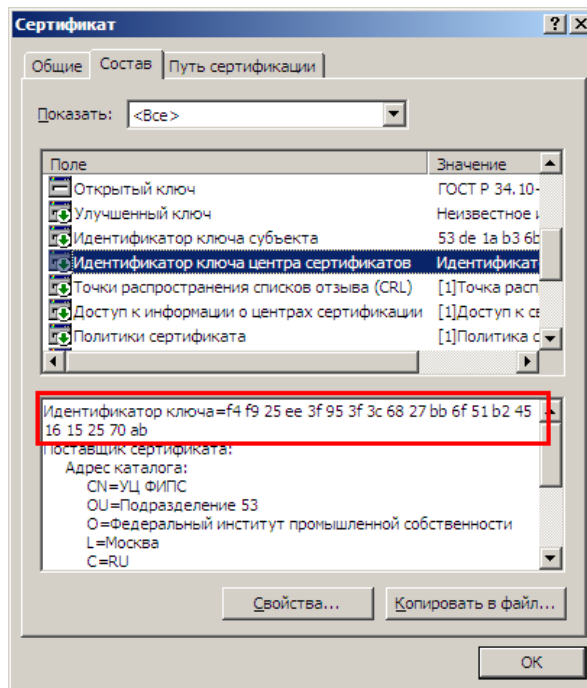 Сертификат
Общие Состав Путь сертификации
Показать: <Все>
Поле Значение
Открытый ключ ГОСТ Р 34.10-
Улучшенный ключ Неизвестное и
Идентификатор ключа субъекта 53 de 1a b3 6b
Идентификатор ключа центра сертификатов Идентификат
Точки распространения списков отзыва (CRL) [1]Точка расп
Доступ к информации о центрах сертификации [1]Доступ к св
Политики сертификата [1]Политика с
Идентификатор ключа=f4 f9 25 ee 3f 95 3f 3c 68 27 bb 6f 51 b2 45
16 15 25 70 ab
Поставщик сертификата:
Адрес каталога:
CN=УЦ ФИПС
OU=Подразделение 53
O=Федеральный институт промышленной собственности
L=Москва
C=RU
Свойства... Копировать в файл...
ОК